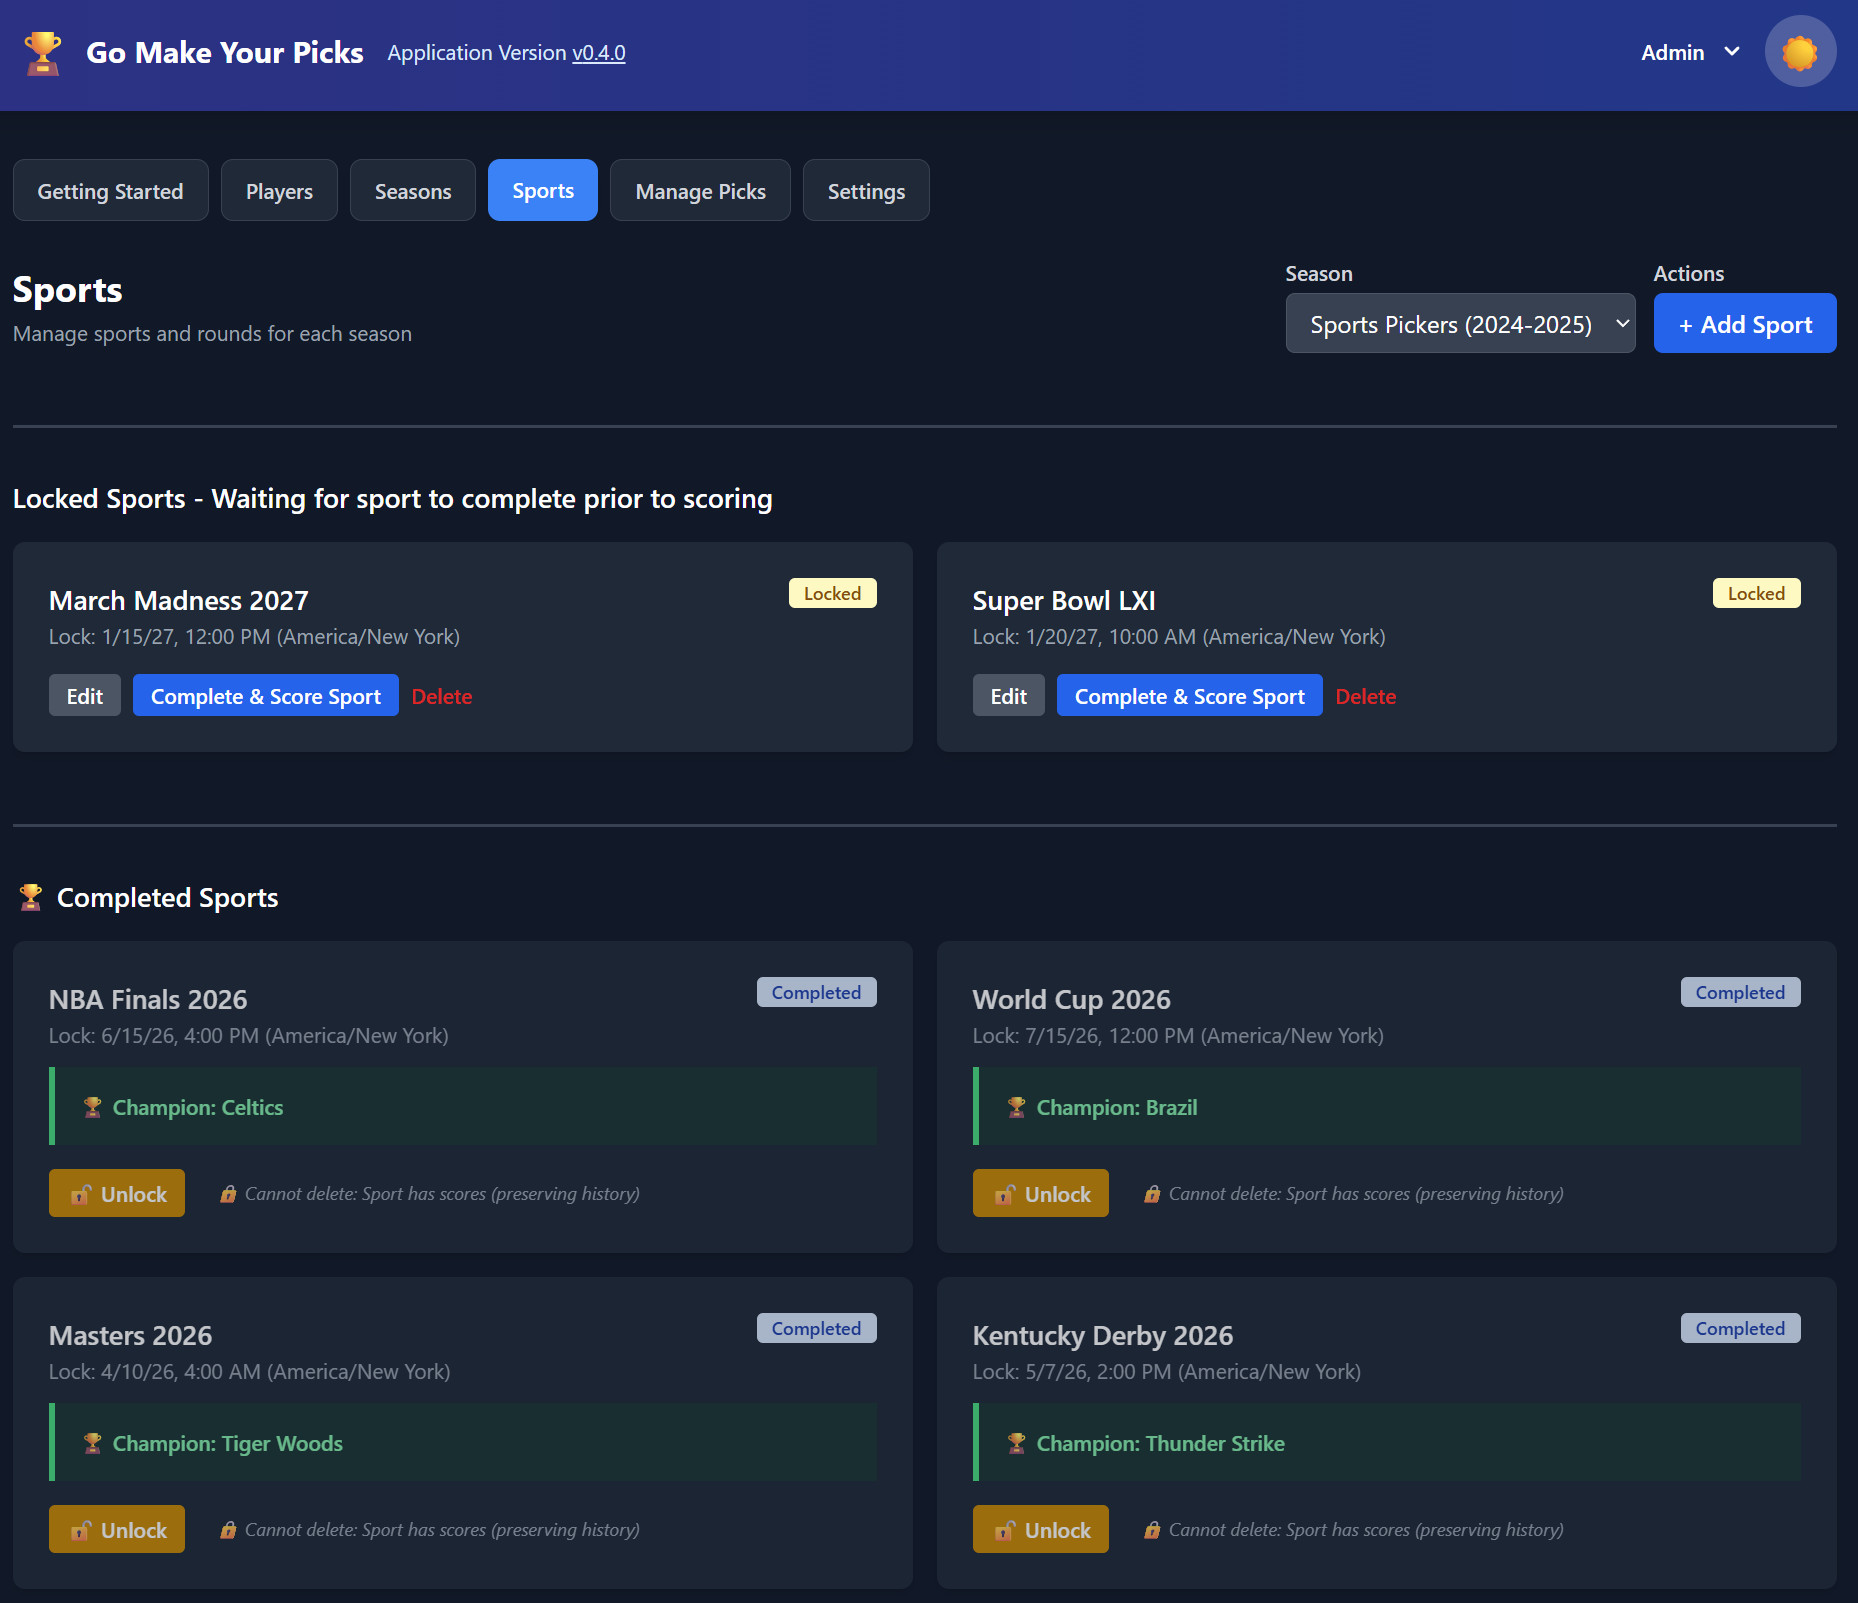 Go Make Your Picks
Application Version v0.4.0
Admin
Getting Started
Players
Seasons
Sports
Manage Picks
Settings
Sports
Manage sports and rounds for each season
Season
Sports Pickers (2024-2025)
Actions
+ Add Sport
Locked Sports - Waiting for sport to complete prior to scoring
March Madness 2027
Locked
Lock: 1/15/27, 12:00 PM (America/New York)
Edit
Complete & Score Sport
Delete
Super Bowl LXI
Locked
Lock: 1/20/27, 10:00 AM (America/New York)
Edit
Complete & Score Sport
Delete
Completed Sports
NBA Finals 2026
Completed
Lock: 6/15/26, 4:00 PM (America/New York)
Champion: Celtics
Unlock
Cannot delete: Sport has scores (preserving history)
World Cup 2026
Completed
Lock: 7/15/26, 12:00 PM (America/New York)
Champion: Brazil
Unlock
Cannot delete: Sport has scores (preserving history)
Masters 2026
Completed
Lock: 4/10/26, 4:00 AM (America/New York)
Champion: Tiger Woods
Unlock
Cannot delete: Sport has scores (preserving history)
Kentucky Derby 2026
Completed
Lock: 5/7/26, 2:00 PM (America/New York)
Champion: Thunder Strike
Unlock
Cannot delete: Sport has scores (preserving history)